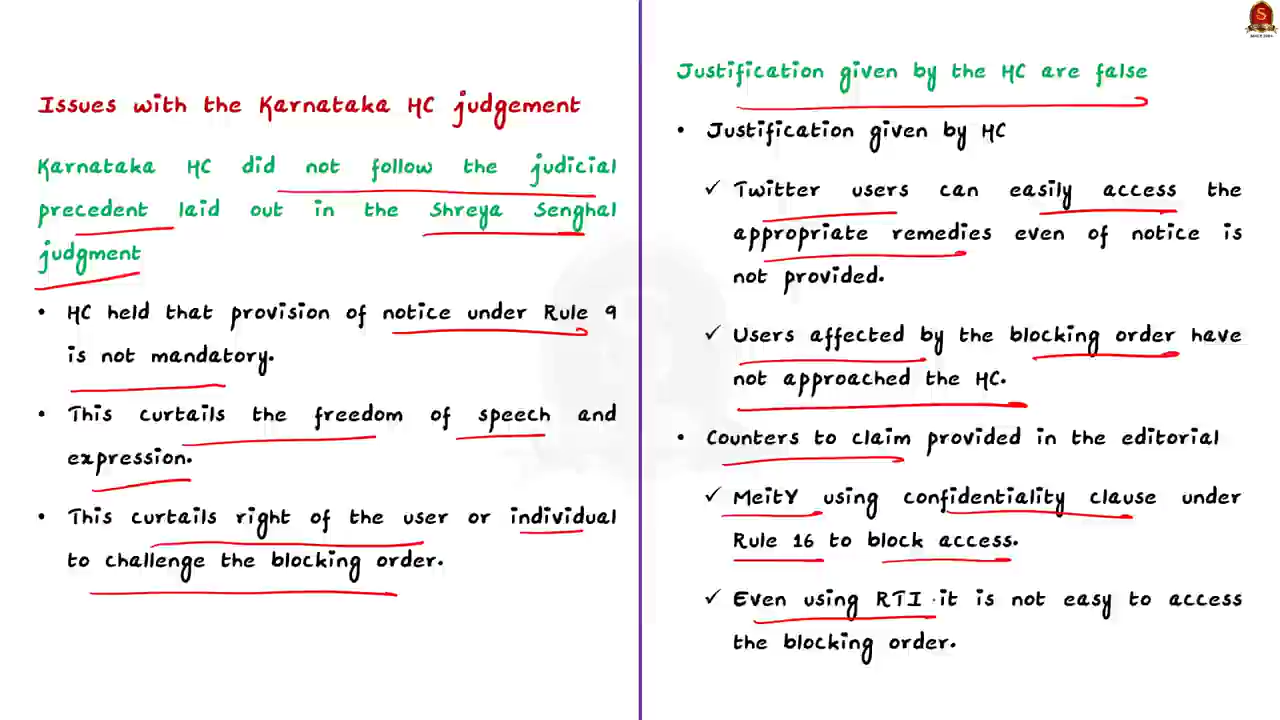 Issues with the Karnataka HC judgement
Karnataka HC did not follow the judicial
precedent laid out in the Shreya Senghal
judgment
• HC held that provision of notice under Rule 9
is not mandatory.
• This curtails the freedom of speech and
expression.
• This curtails right of the user or individual
to challenge the blocking order.
Justification given by the HC are false
• Justification given by HC
✓ Twitter users can easily access the
appropriate remedies even of notice is
not provided.
✓ Users affected by the blocking order have
not approached the HC.
• Counters to claim provided in the editorial
✓ MeitY using confidentiality clause under
Rule 16 to block access.
✓ Even using RTI it is not easy to access
the blocking order.